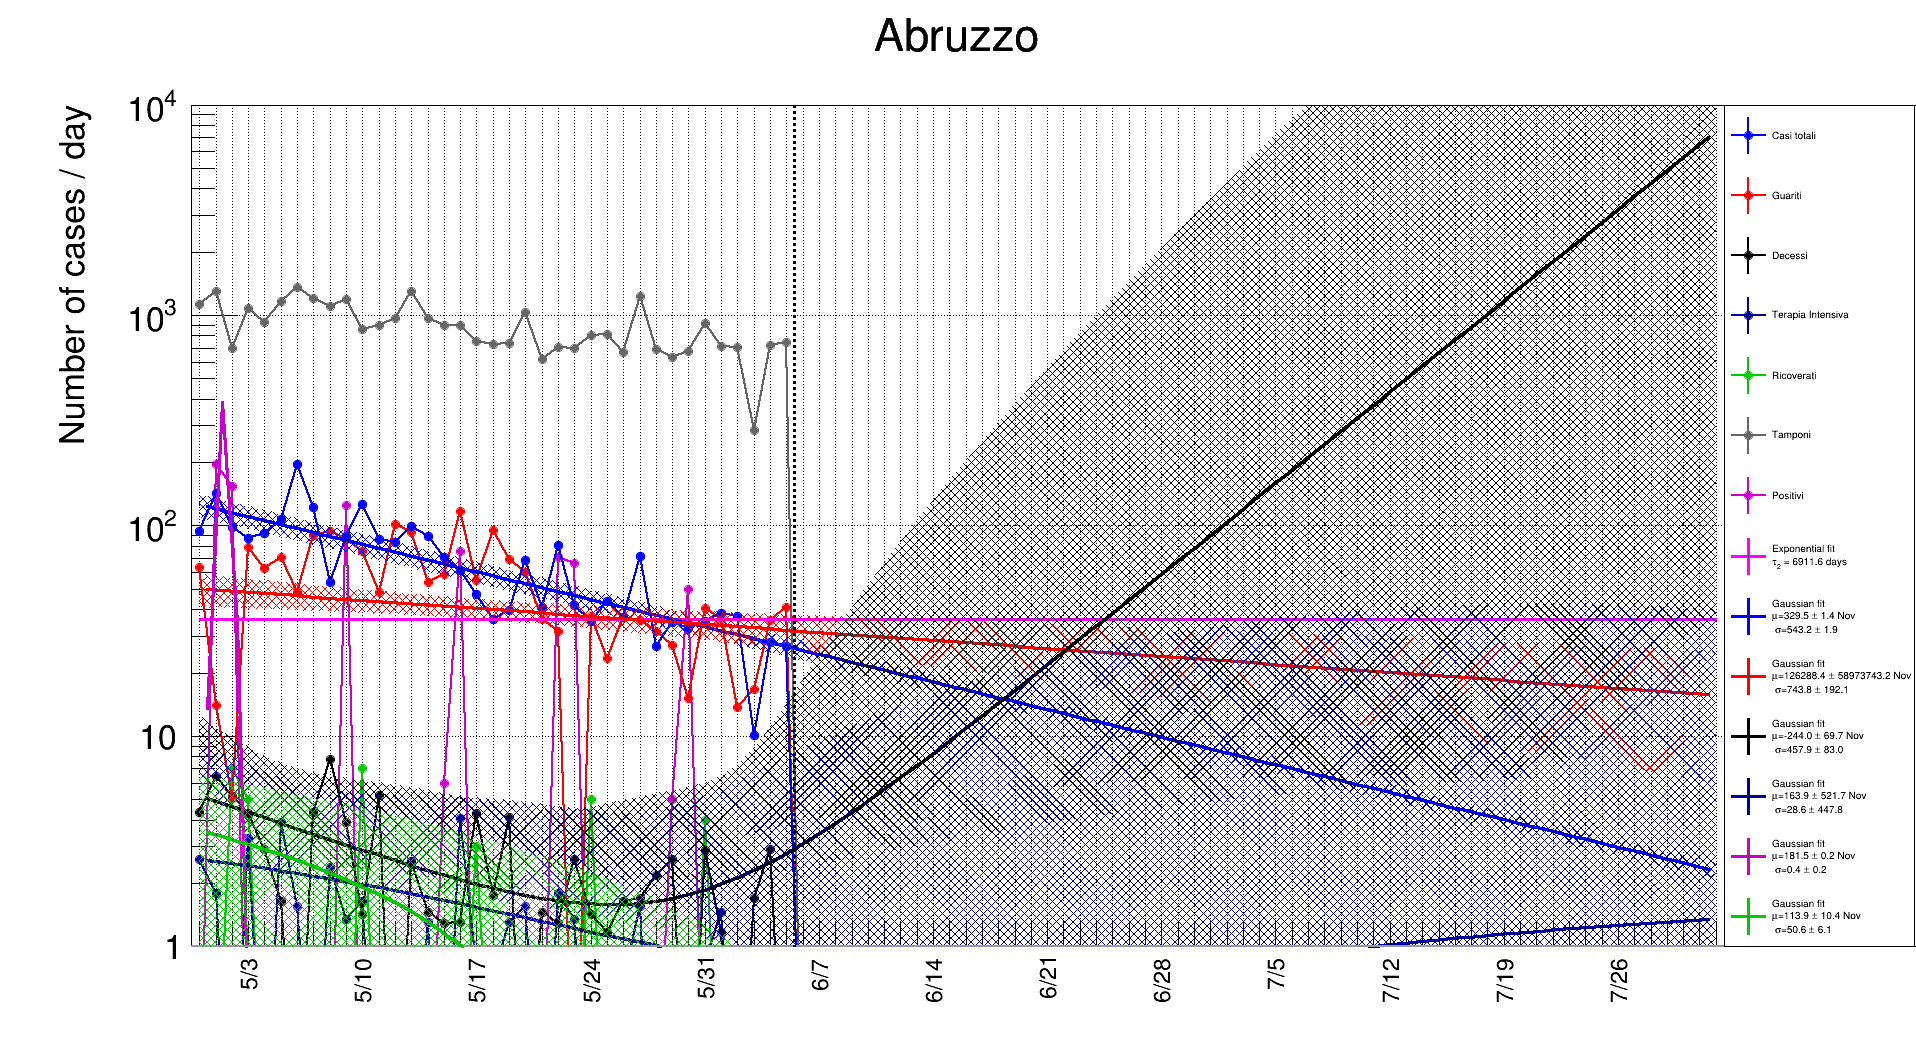 Abruzzo
Number of cases / day
10⁴
10³
10²
10
1
5/3
5/10
5/17
5/24
5/31
6/7
6/14
6/21
6/28
7/5
7/12
7/19
7/26
Casi totali
Guariti
Decessi
Terapia Intensiva
Ricoverati
Tamponi
Positivi
Exponential fit
τ₂ = 6911.6 days
Gaussian fit
μ=329.5 ± 1.4 Nov
σ=543.2 ± 1.9
Gaussian fit
μ=126288.4 ± 58973743.2 Nov
σ=743.8 ± 192.1
Gaussian fit
μ=-244.0 ± 69.7 Nov
σ=457.9 ± 83.0
Gaussian fit
μ=163.9 ± 521.7 Nov
σ=28.6 ± 447.8
Gaussian fit
μ=181.5 ± 0.2 Nov
σ=0.4 ± 0.2
Gaussian fit
μ=113.9 ± 10.4 Nov
σ=50.6 ± 6.1